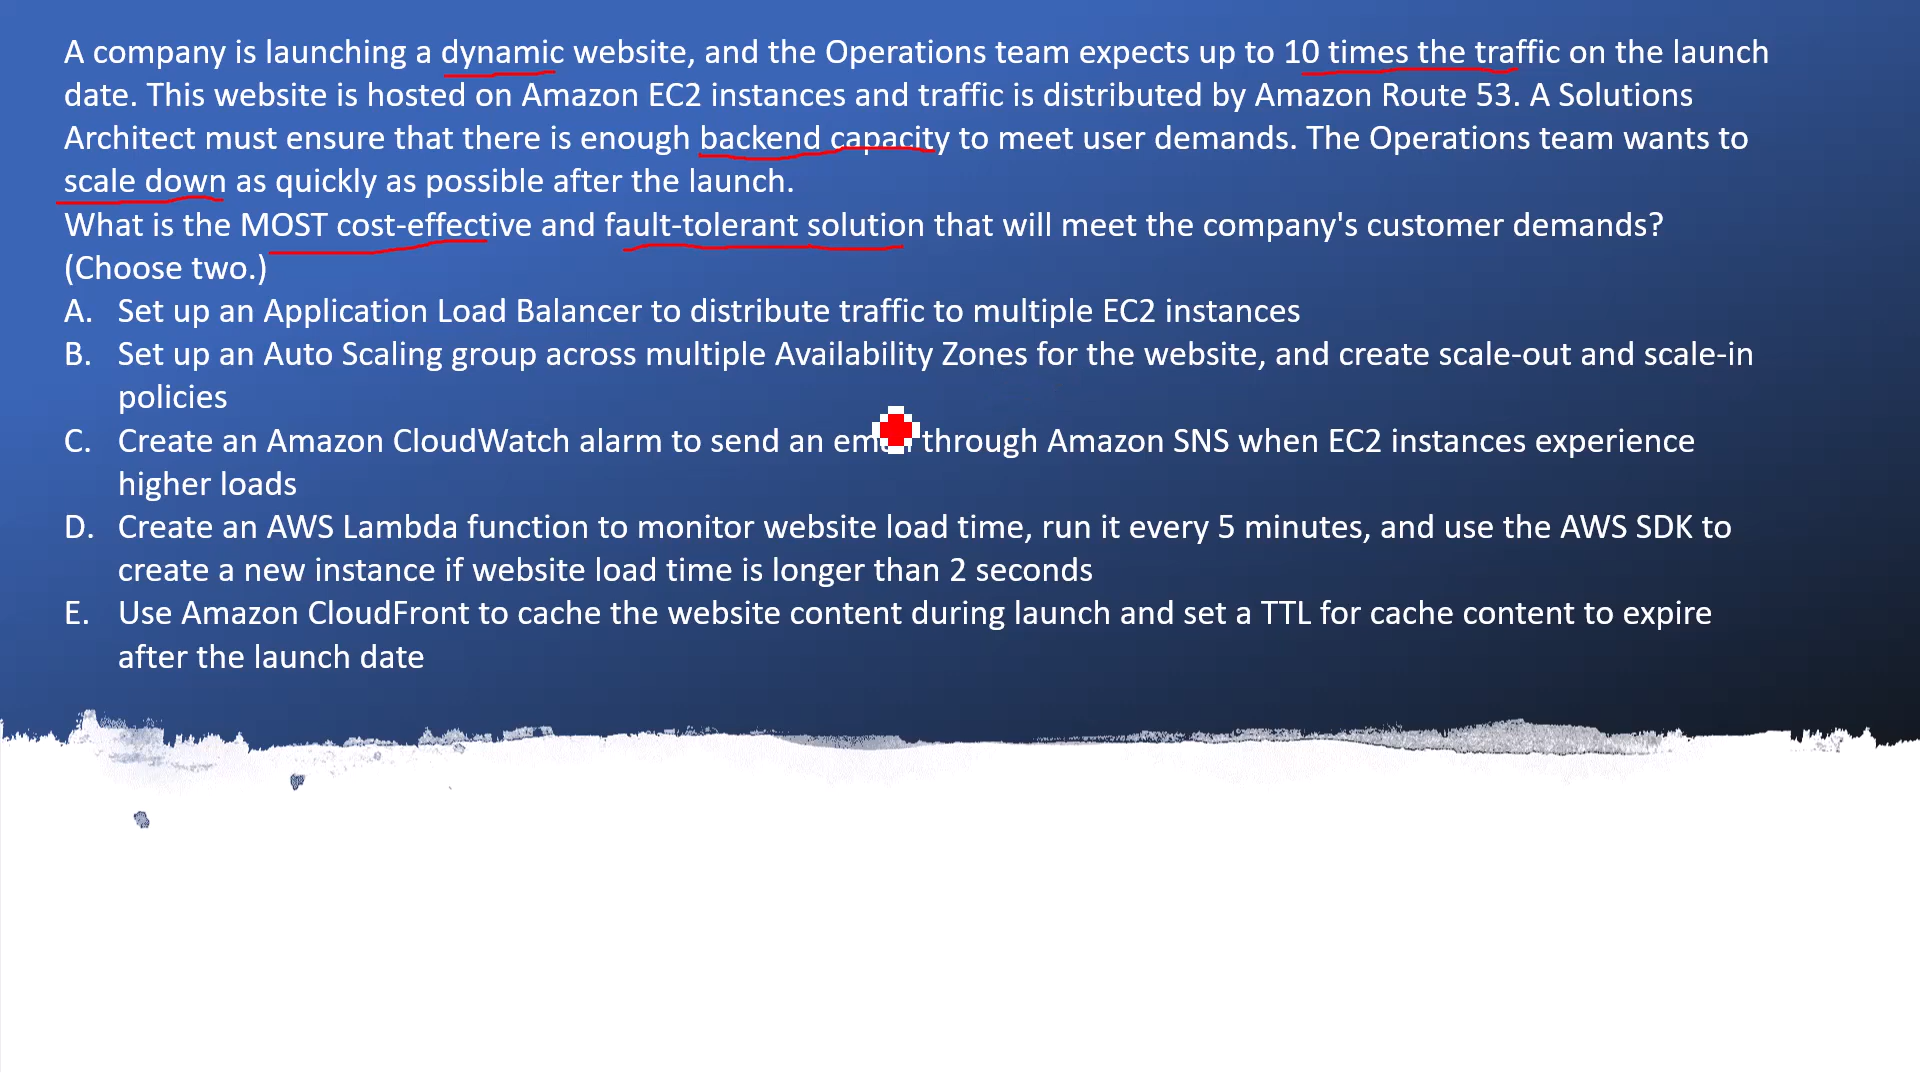 A company is launching a dynamic website, and the Operations team expects up to 10 times the traffic on the launch
date. This website is hosted on Amazon EC2 instances and traffic is distributed by Amazon Route 53. A Solutions
Architect must ensure that there is enough backend capacity to meet user demands. The Operations team wants to
scale down as quickly as possible after the launch.
What is the MOST cost-effective and fault-tolerant solution that will meet the company's customer demands?
(Choose two.)
A. Set up an Application Load Balancer to distribute traffic to multiple EC2 instances
B. Set up an Auto Scaling group across multiple Availability Zones for the website, and create scale-out and scale-in
policies
C. Create an Amazon CloudWatch alarm to send an email through Amazon SNS when EC2 instances experience
higher loads
D. Create an AWS Lambda function to monitor website load time, run it every 5 minutes, and use the AWS SDK to
create a new instance if website load time is longer than 2 seconds
E. Use Amazon CloudFront to cache the website content during launch and set a TTL for cache content to expire
after the launch date